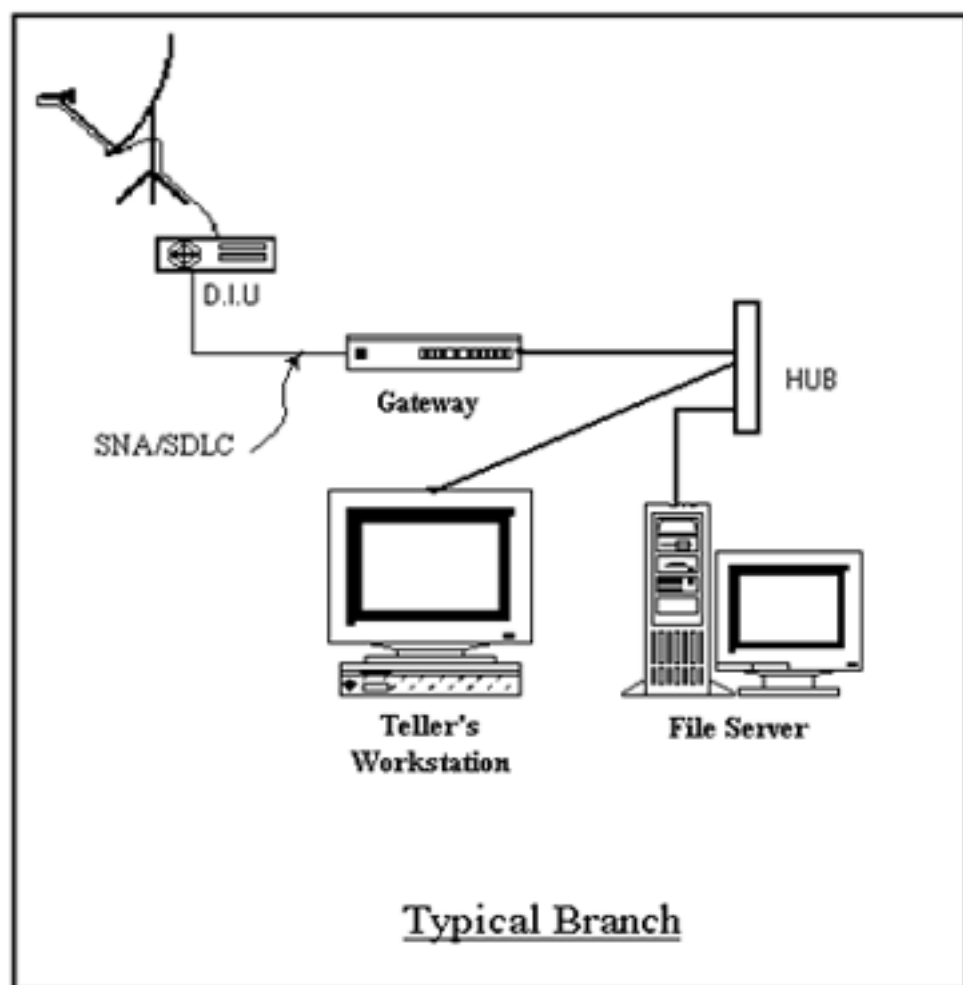 D.I.U
Gateway
HUB
SNA/SDLC
Teller's
Workstation
File Server
Typical Branch